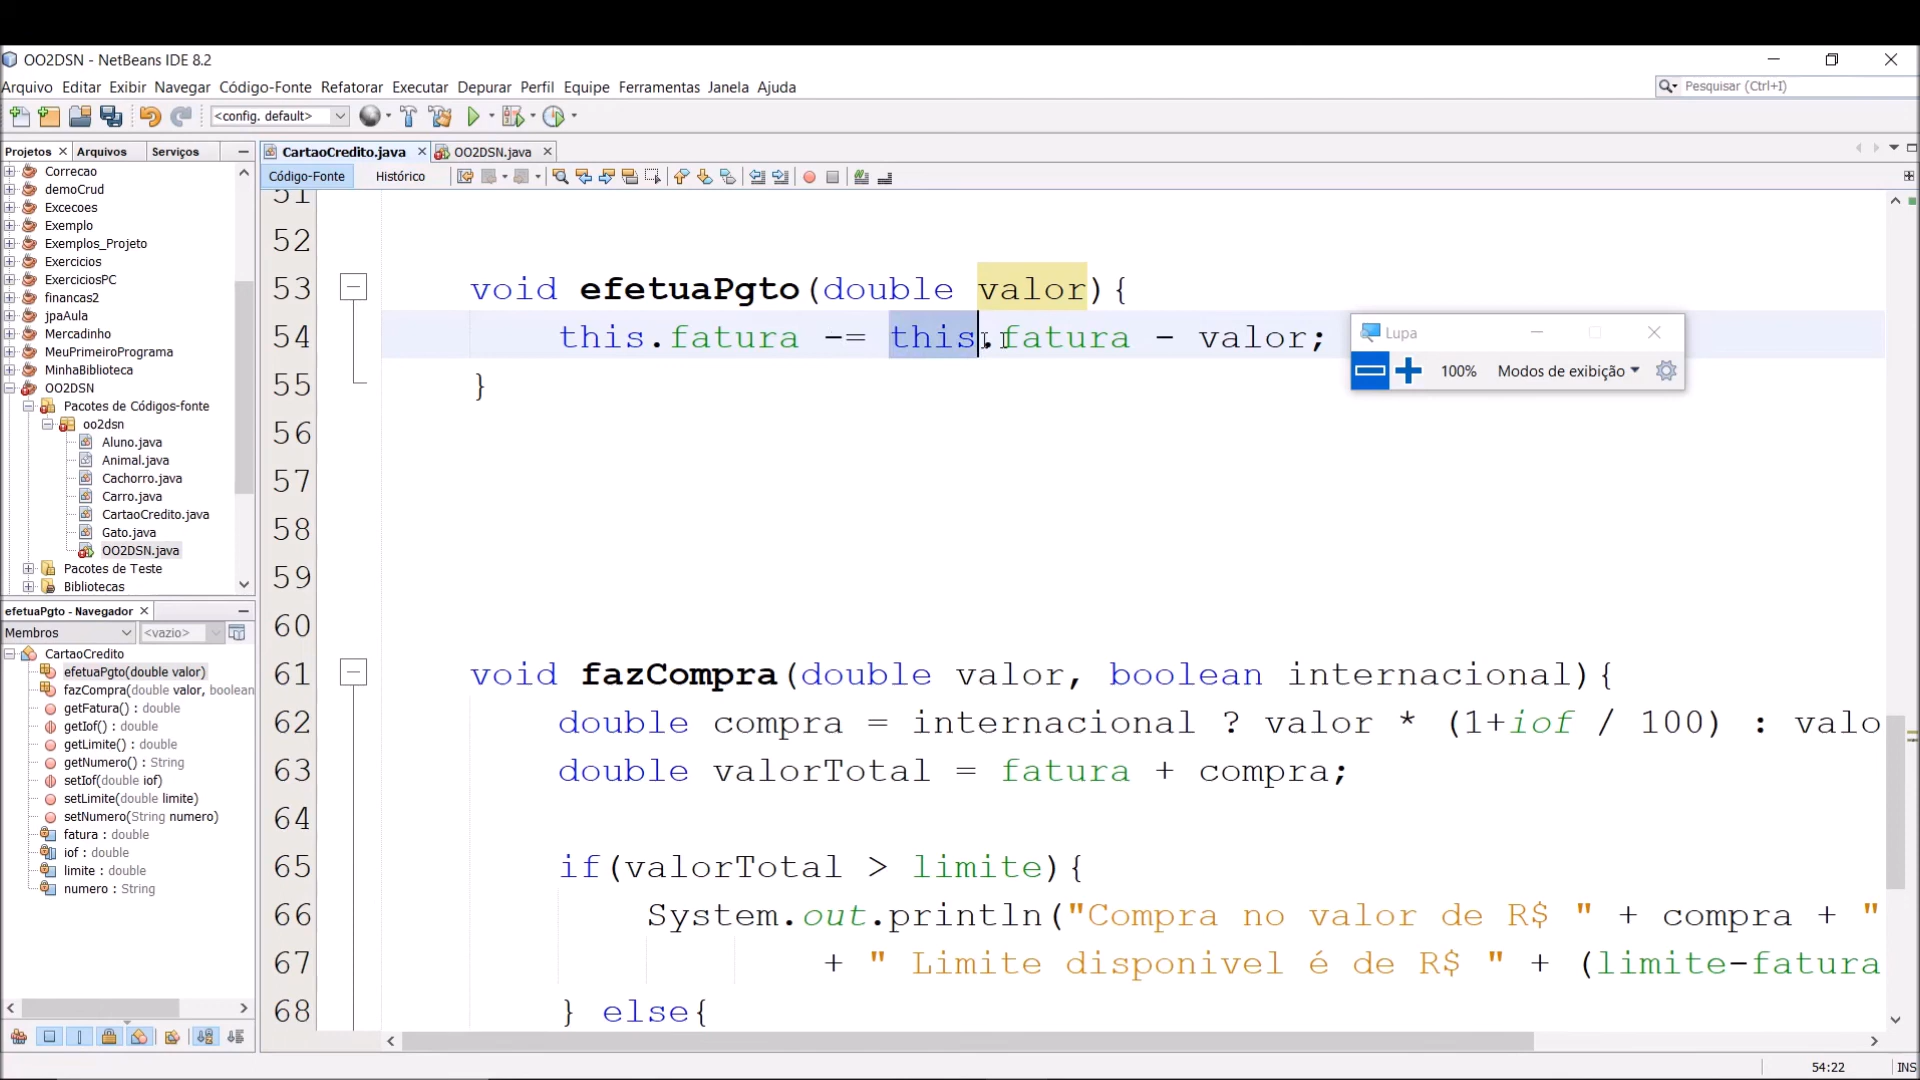 OO2DSN - NetBeans IDE 8.2
Arquivo Editar Exibir Navegar Código-Fonte Refatorar Executar Depurar Perfil Equipe Ferramentas Janela Ajuda
Pesquisar (Ctrl+I)
<config. default>
Projetos Arquivos Serviços
CartaoCredito.java OO2DSN.java
Código-Fonte Histórico
Correcao
demoCrud
Excecoes
Exemplo
Exemplos_Projeto
Exercicios
ExerciciosPC
financas2
jpaAula
Mercadinho
MeuPrimeiroPrograma
MinhaBiblioteca
OO2DSN
Pacotes de Códigos-fonte
oo2dsn
Aluno.java
Animal.java
Cachorro.java
Carro.java
CartaoCredito.java
Gato.java
OO2DSN.java
Pacotes de Teste
Bibliotecas
efetuaPgto - Navegador
Membros <vazio>
CartaoCredito
efetuaPgto(double valor)
fazCompra(double valor, boolean
getFatura() : double
getIof() : double
getLimite() : double
getNumero() : String
setIof(double iof)
setLimite(double limite)
setNumero(String numero)
fatura : double
iof : double
limite : double
numero : String
51
52
53 void efetuaPgto(double valor){
54 this.fatura -= this.fatura - valor;
55 }
56
57
58
59
60
61 void fazCompra(double valor, boolean internacional){
62 double compra = internacional ? valor * (1+iof / 100) : valo
63 double valorTotal = fatura + compra;
64
65 if(valorTotal > limite){
66 System.out.println("Compra no valor de R$ " + compra + "
67 + " Limite disponivel é de R$ " + (limite-fatura
68 } else{
Lupa
100% Modos de exibição
54:22 INS